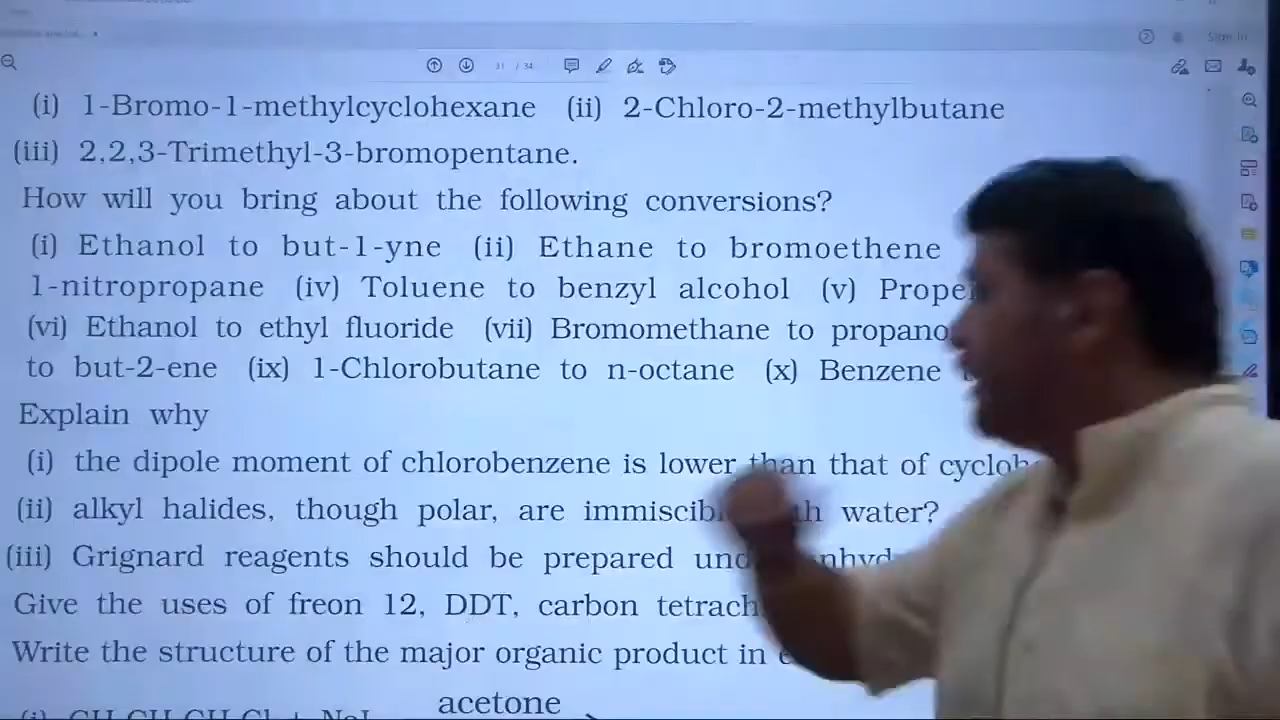 Sign In
31 / 34
(i) 1-Bromo-1-methylcyclohexane (ii) 2-Chloro-2-methylbutane
(iii) 2,2,3-Trimethyl-3-bromopentane.
How will you bring about the following conversions?
(i) Ethanol to but-1-yne (ii) Ethane to bromoethene
1-nitropropane (iv) Toluene to benzyl alcohol (v) Prope
(vi) Ethanol to ethyl fluoride (vii) Bromomethane to propano
to but-2-ene (ix) 1-Chlorobutane to n-octane (x) Benzene
Explain why
(i) the dipole moment of chlorobenzene is lower than that of cycloh
(ii) alkyl halides, though polar, are immiscib h water?
(iii) Grignard reagents should be prepared und nhyd
Give the uses of freon 12, DDT, carbon tetrach
Write the structure of the major organic product in e
acetone